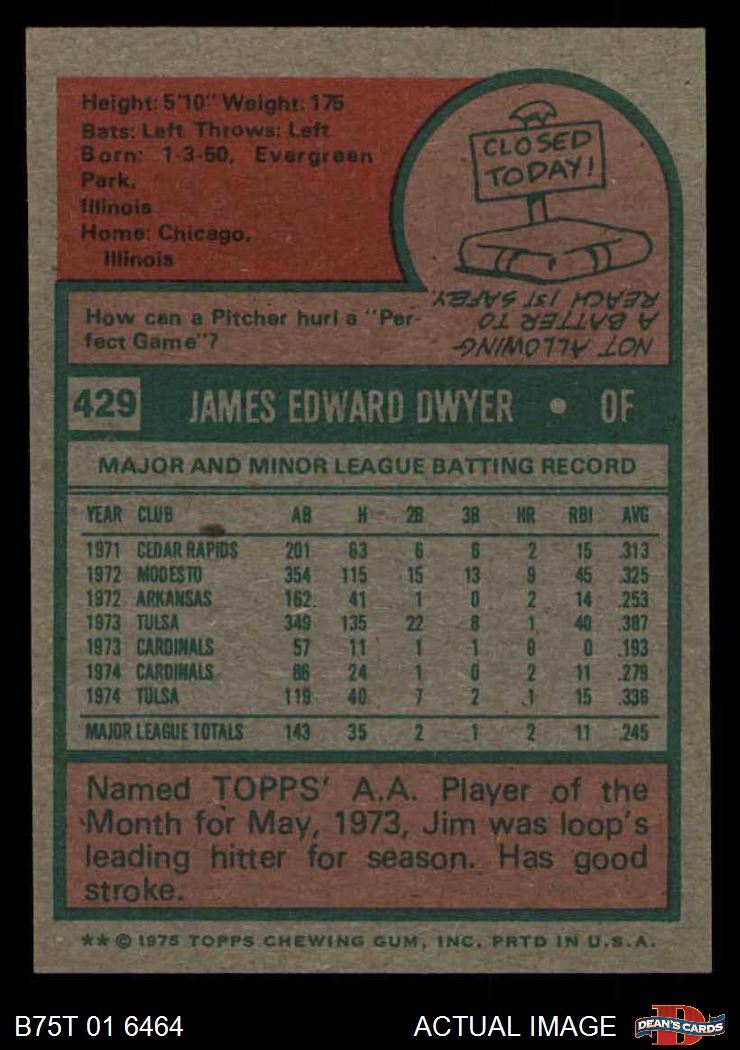 Height: 5'10" Weight: 175
Bats: Left Throws: Left
Born: 1-3-50, Evergreen
Park,
Illinois
Home: Chicago,
Illinois
CLOSED
TODAY!
How can a Pitcher hurl a "Per-
fect Game"?
NOT ALLOWING
A BATTER TO
REACH 1ST SAFELY.
429 JAMES EDWARD DWYER • OF
MAJOR AND MINOR LEAGUE BATTING RECORD
YEAR CLUB AB H 2B 3B HR RBI AVG
1971 CEDAR RAPIDS 201 63 6 6 2 15 .313
1972 MODESTO 354 115 15 13 9 45 .325
1972 ARKANSAS 162 41 1 0 2 14 .253
1973 TULSA 349 135 22 8 1 40 .387
1973 CARDINALS 57 11 1 1 0 0 .193
1974 CARDINALS 86 24 1 0 2 11 .279
1974 TULSA 119 40 7 2 1 15 .336
MAJOR LEAGUE TOTALS 143 35 2 1 2 11 .245
Named TOPPS' A.A. Player of the
Month for May, 1973, Jim was loop's
leading hitter for season. Has good
stroke.
** © 1975 TOPPS CHEWING GUM, INC. PRTD IN U.S.A.
B75T 01 6464 ACTUAL IMAGE
D
DEAN'S CARDS